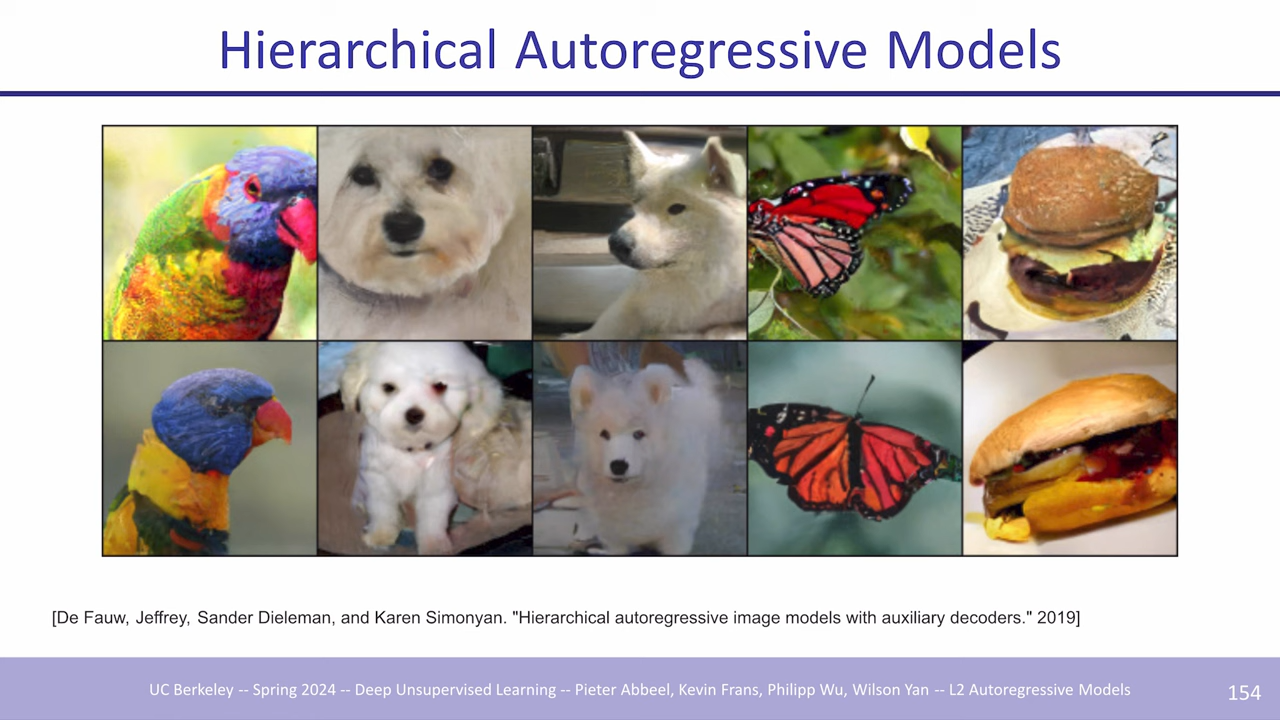 Hierarchical Autoregressive Models
[De Fauw, Jeffrey, Sander Dieleman, and Karen Simonyan. "Hierarchical autoregressive image models with auxiliary decoders." 2019]
UC Berkeley -- Spring 2024 -- Deep Unsupervised Learning -- Pieter Abbeel, Kevin Frans, Philipp Wu, Wilson Yan -- L2 Autoregressive Models
154